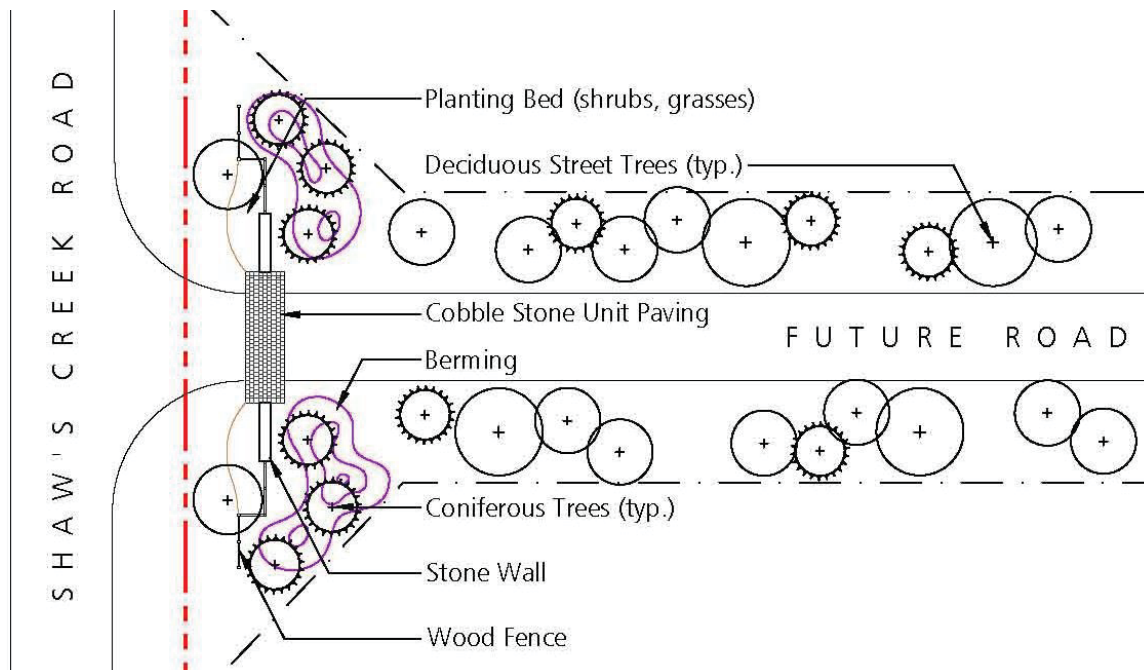 SHAW'S CREEK ROAD
Planting Bed (shrubs, grasses)
Deciduous Street Trees (typ.)
Cobble Stone Unit Paving
FUTURE ROAD
Berming
Coniferous Trees (typ.)
Stone Wall
Wood Fence